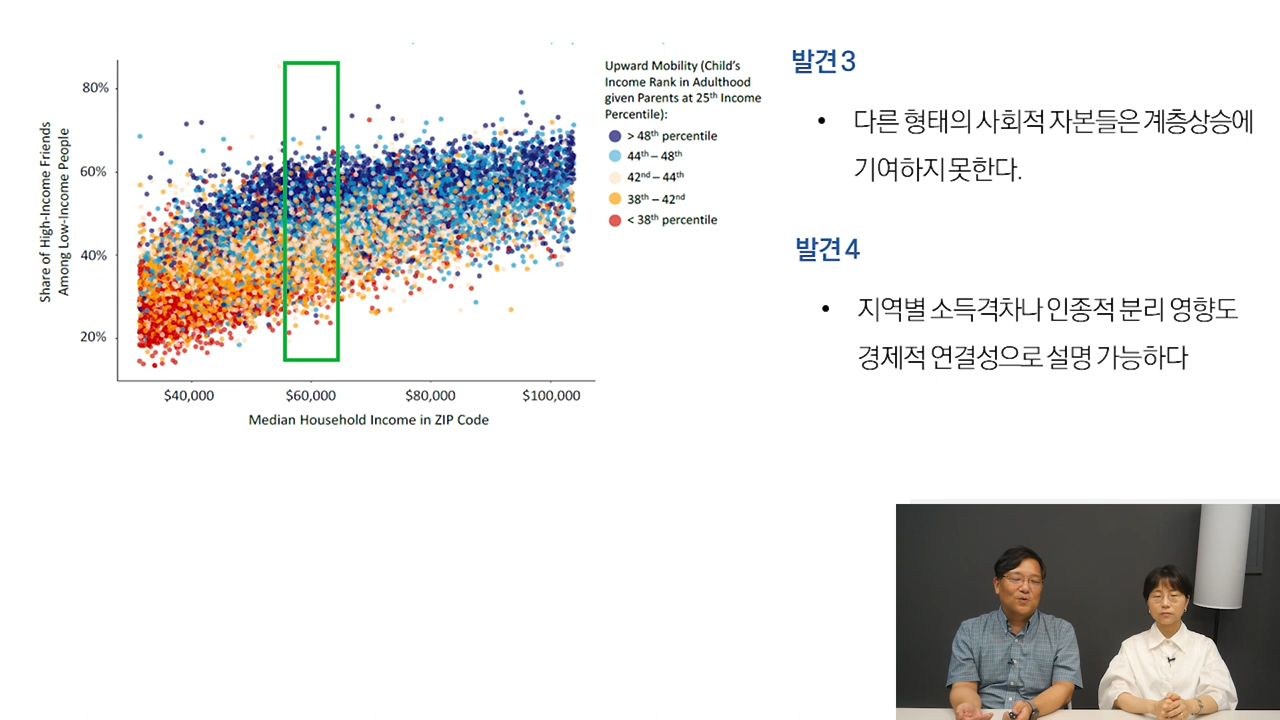 80%
60%
40%
20%
Share of High-Income Friends
Among Low-Income People
$40,000
$60,000
$80,000
$100,000
Median Household Income in ZIP Code
Upward Mobility (Child's
Income Rank in Adulthood
given Parents at 25th Income
Percentile):
> 48th percentile
44th – 48th
42nd – 44th
38th – 42nd
< 38th percentile
발견3
• 다른 형태의 사회적 자본들은 계층상승에
기여하지 못한다.
발견4
• 지역별 소득격차나 인종적 분리 영향도
경제적 연결성으로 설명 가능하다